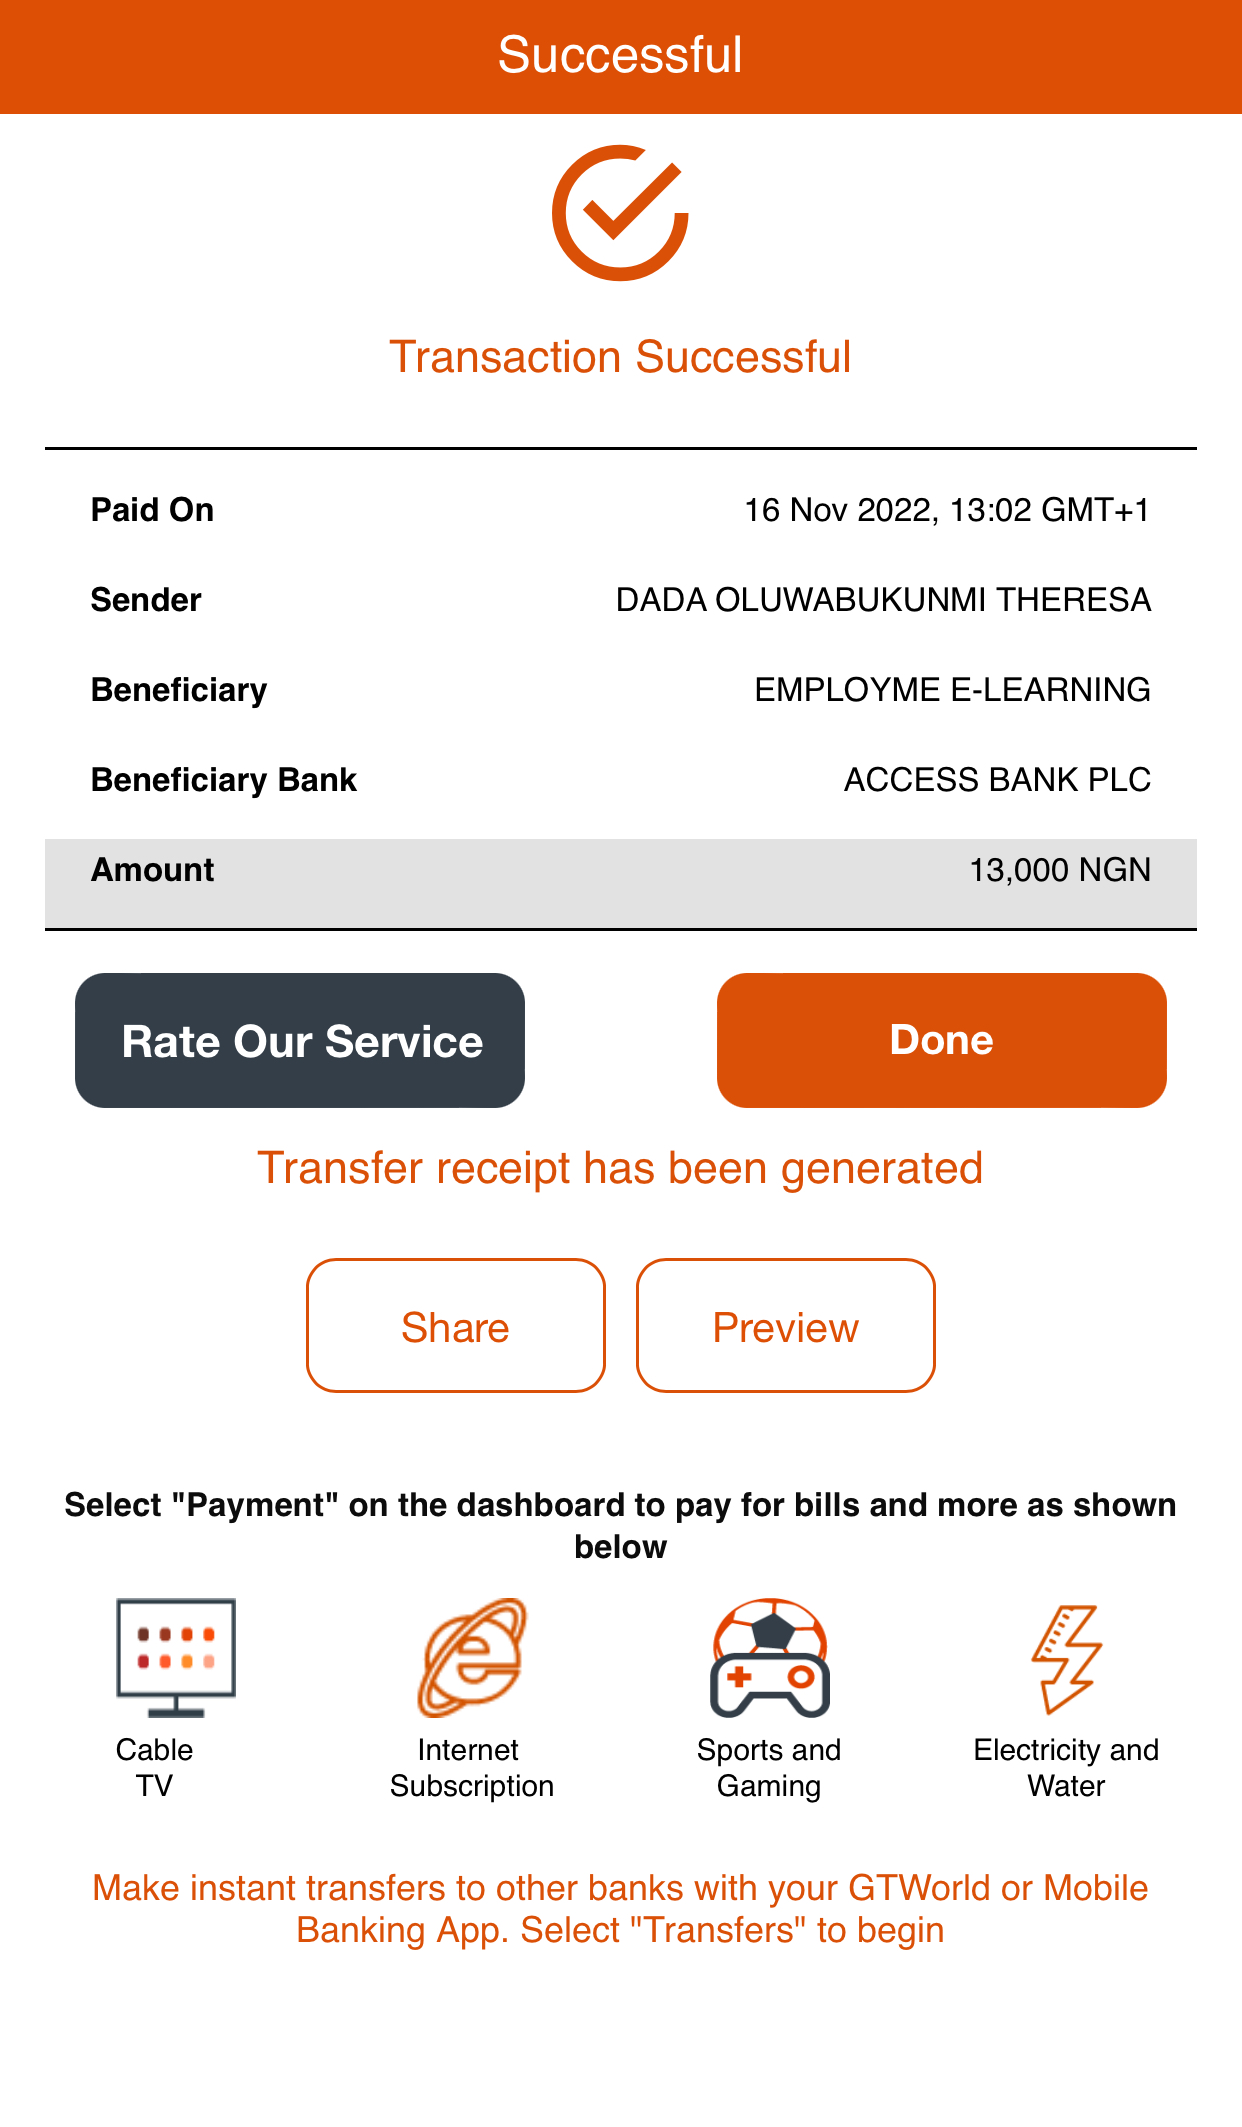 Successful
Transaction Successful
Paid On 16 Nov 2022, 13:02 GMT+1
Sender DADA OLUWABUKUNMI THERESA
Beneficiary EMPLOYME E-LEARNING
Beneficiary Bank ACCESS BANK PLC
Amount 13,000 NGN
Rate Our Service Done
Transfer receipt has been generated
Share Preview
Select "Payment" on the dashboard to pay for bills and more as shown
below
Cable
TV
Internet
Subscription
Sports and
Gaming
Electricity and
Water
Make instant transfers to other banks with your GTWorld or Mobile
Banking App. Select "Transfers" to begin